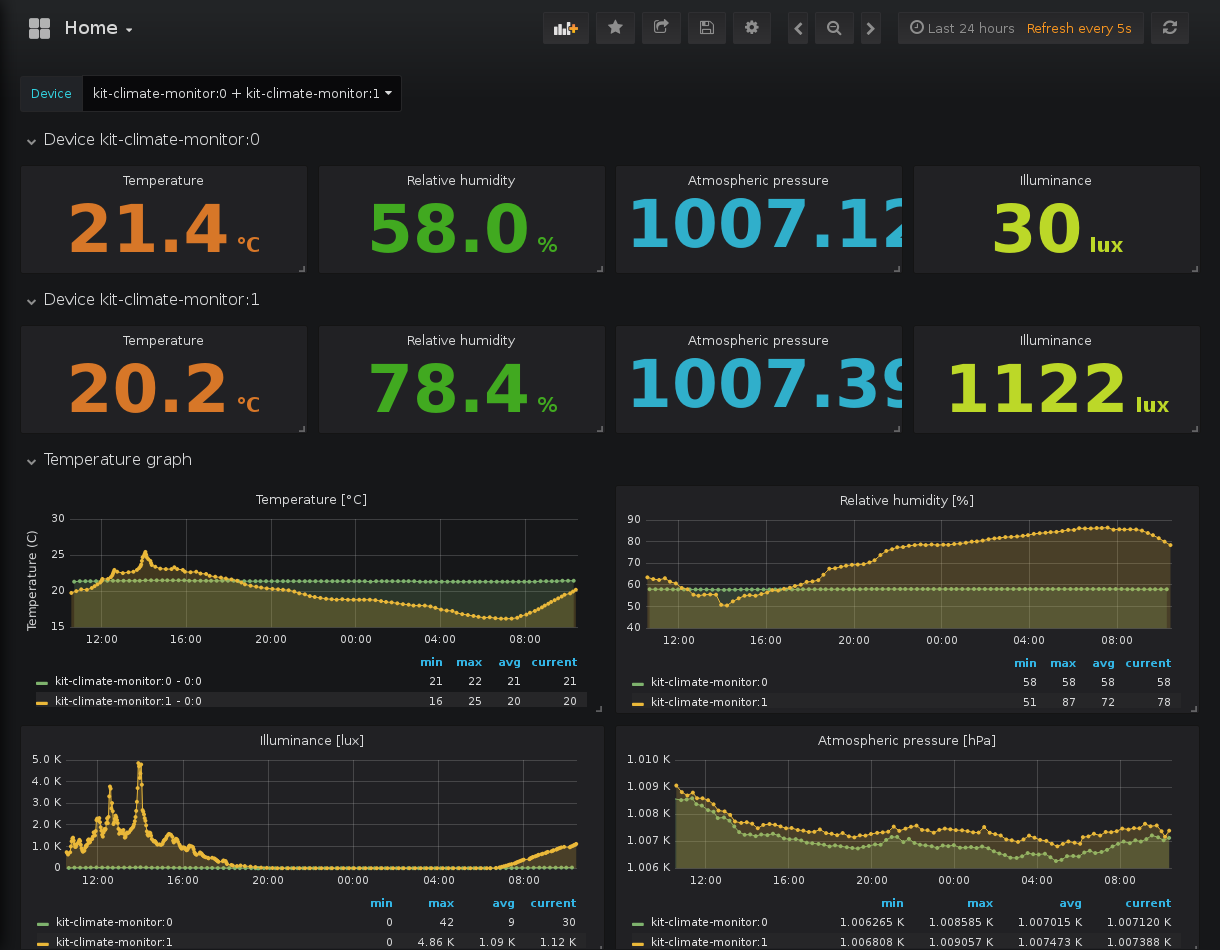 Home
Last 24 hours Refresh every 5s
Device kit-climate-monitor:0 + kit-climate-monitor:1
Device kit-climate-monitor:0
Temperature Relative humidity Atmospheric pressure Illuminance
21.4 °C 58.0 % 1007.12 30 lux
Device kit-climate-monitor:1
Temperature Relative humidity Atmospheric pressure Illuminance
20.2 °C 78.4 % 1007.39 1122 lux
Temperature graph
Temperature [°C]
Temperature (C)
30
25
20
15
12:00 16:00 20:00 00:00 04:00 08:00
min max avg current
kit-climate-monitor:0 - 0:0 21 22 21 21
kit-climate-monitor:1 - 0:0 16 25 20 20
Relative humidity [%]
90
80
70
60
50
40
12:00 16:00 20:00 00:00 04:00 08:00
min max avg current
kit-climate-monitor:0 58 58 58 58
kit-climate-monitor:1 51 87 72 78
Illuminance [lux]
5.0 K
4.0 K
3.0 K
2.0 K
1.0 K
0
12:00 16:00 20:00 00:00 04:00 08:00
min max avg current
kit-climate-monitor:0 0 42 9 30
kit-climate-monitor:1 0 4.86 K 1.09 K 1.12 K
Atmospheric pressure [hPa]
1.010 K
1.009 K
1.008 K
1.007 K
1.006 K
12:00 16:00 20:00 00:00 04:00 08:00
min max avg current
kit-climate-monitor:0 1.006265 K 1.008585 K 1.007015 K 1.007120 K
kit-climate-monitor:1 1.006808 K 1.009057 K 1.007473 K 1.007388 K